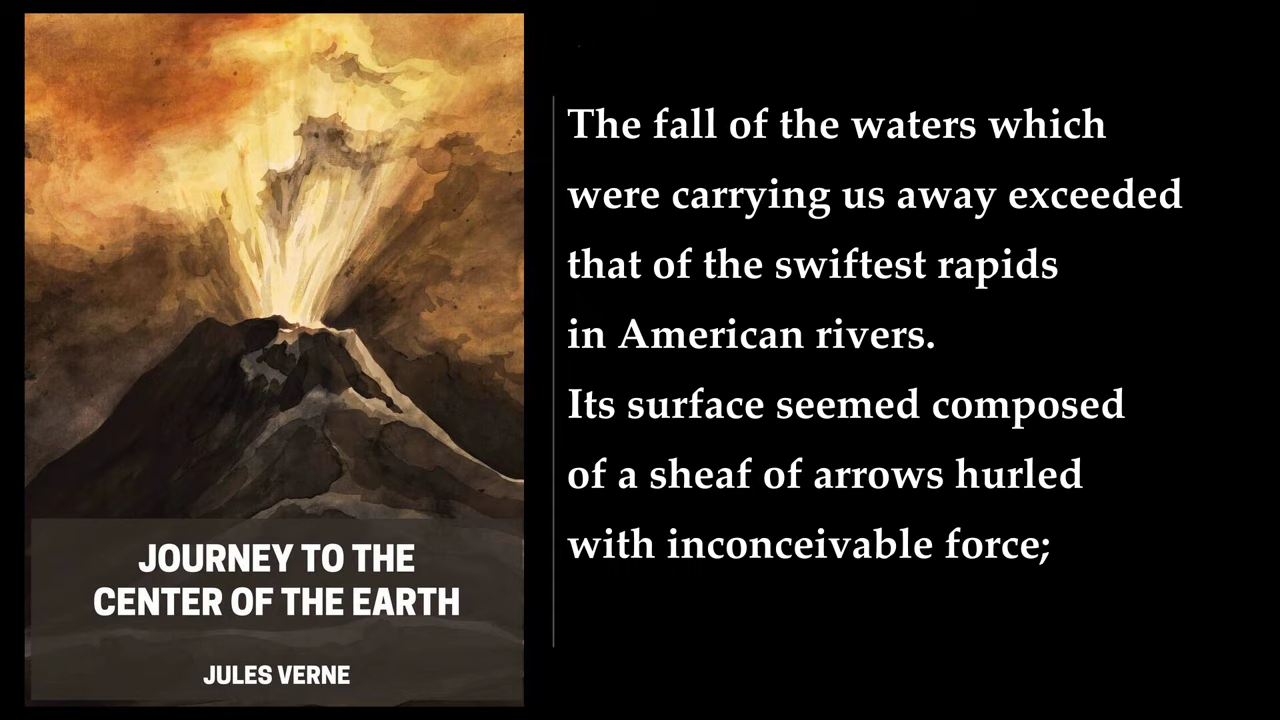 JOURNEY TO THE
CENTER OF THE EARTH
JULES VERNE
The fall of the waters which
were carrying us away exceeded
that of the swiftest rapids
in American rivers.
Its surface seemed composed
of a sheaf of arrows hurled
with inconceivable force;